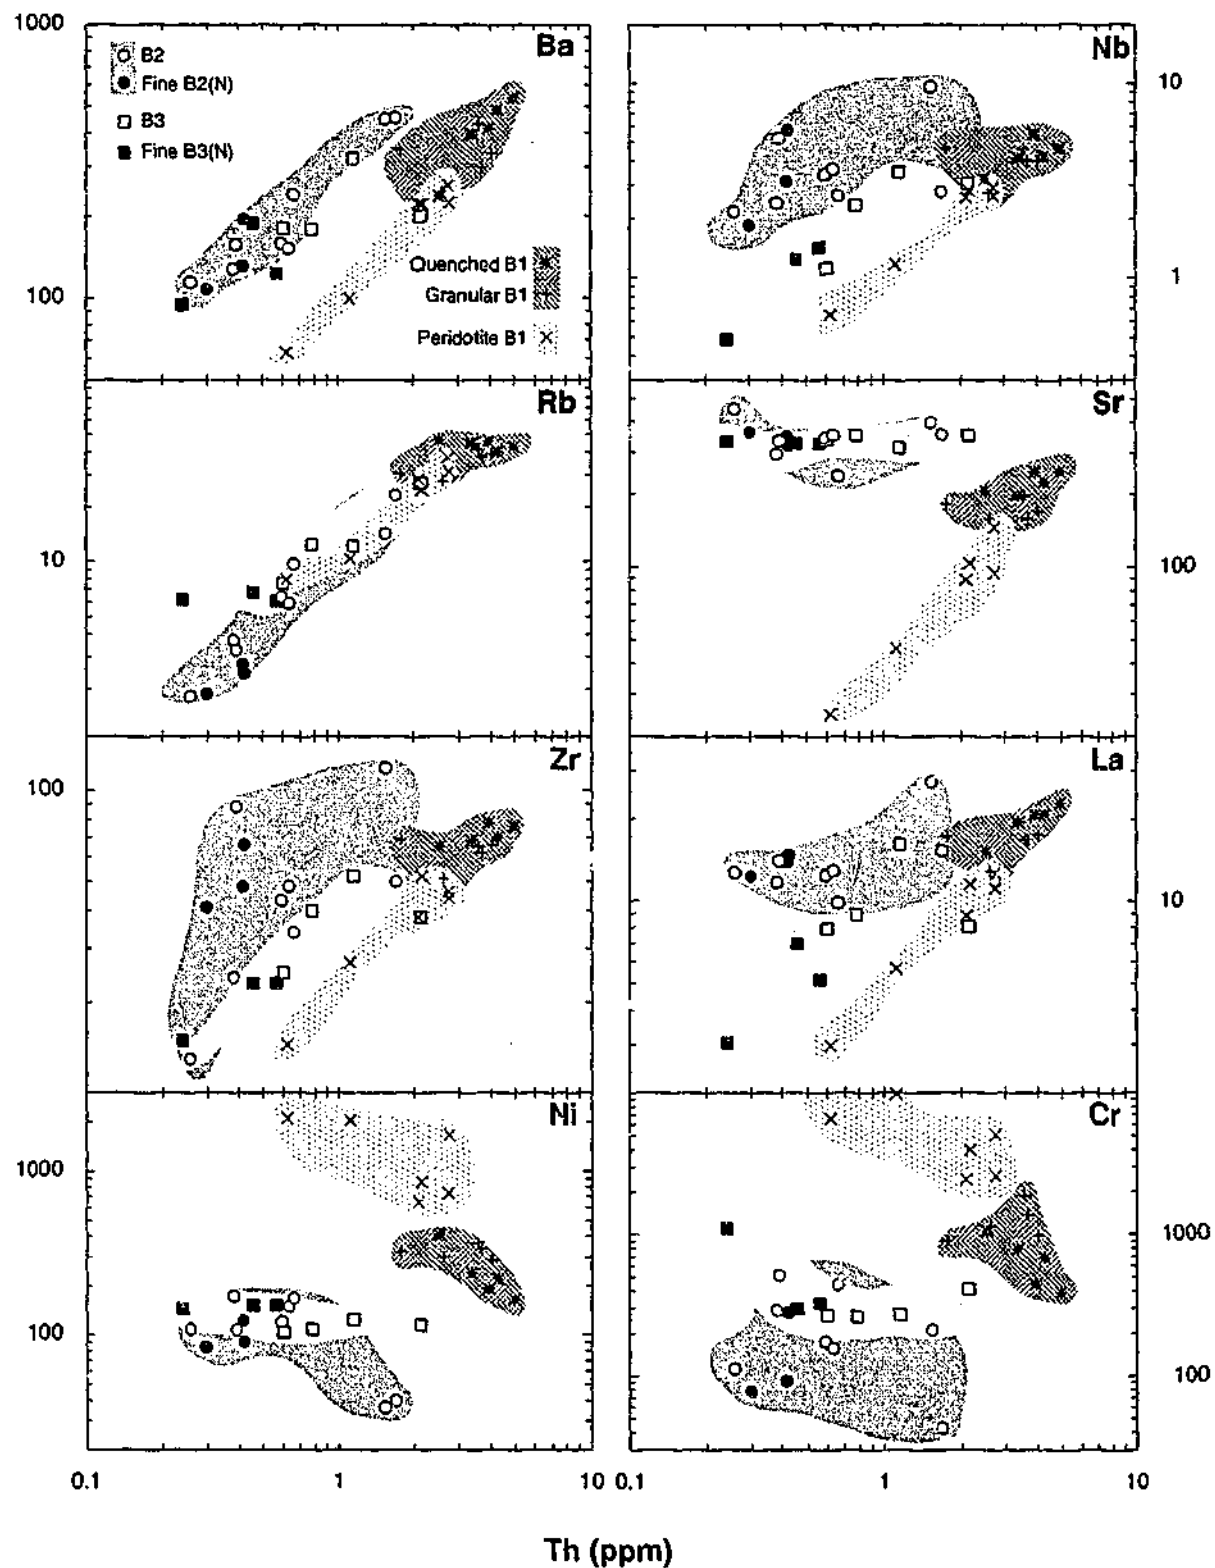 1000
Ba
B2
Fine B2(N)
B3
Fine B3(N)
100
Quenched B1
Granular B1
Peridotite B1
Nb
10
1
Rb
10
Sr
100
Zr
100
La
10
Ni
1000
100
Cr
1000
100
0.1
1
10
0.1
1
10
Th (ppm)